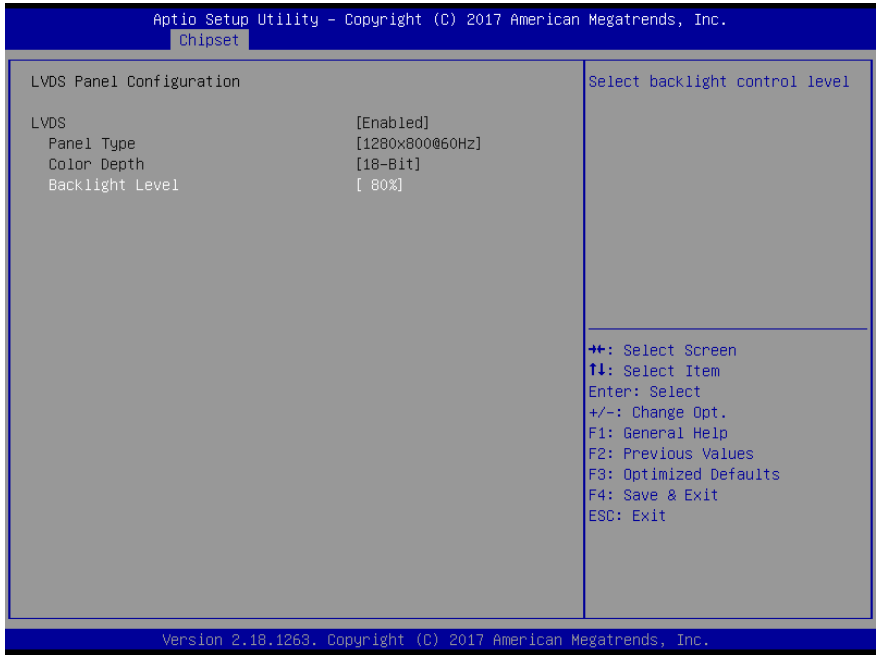 Aptio Setup Utility – Copyright (C) 2017 American Megatrends, Inc.
Chipset
LVDS Panel Configuration
LVDS [Enabled]
Panel Type [1280x800@60Hz]
Color Depth [18-Bit]
Backlight Level [ 80%]
Select backlight control level
→←: Select Screen
↑↓: Select Item
Enter: Select
+/-: Change Opt.
F1: General Help
F2: Previous Values
F3: Optimized Defaults
F4: Save & Exit
ESC: Exit
Version 2.18.1263. Copyright (C) 2017 American Megatrends, Inc.